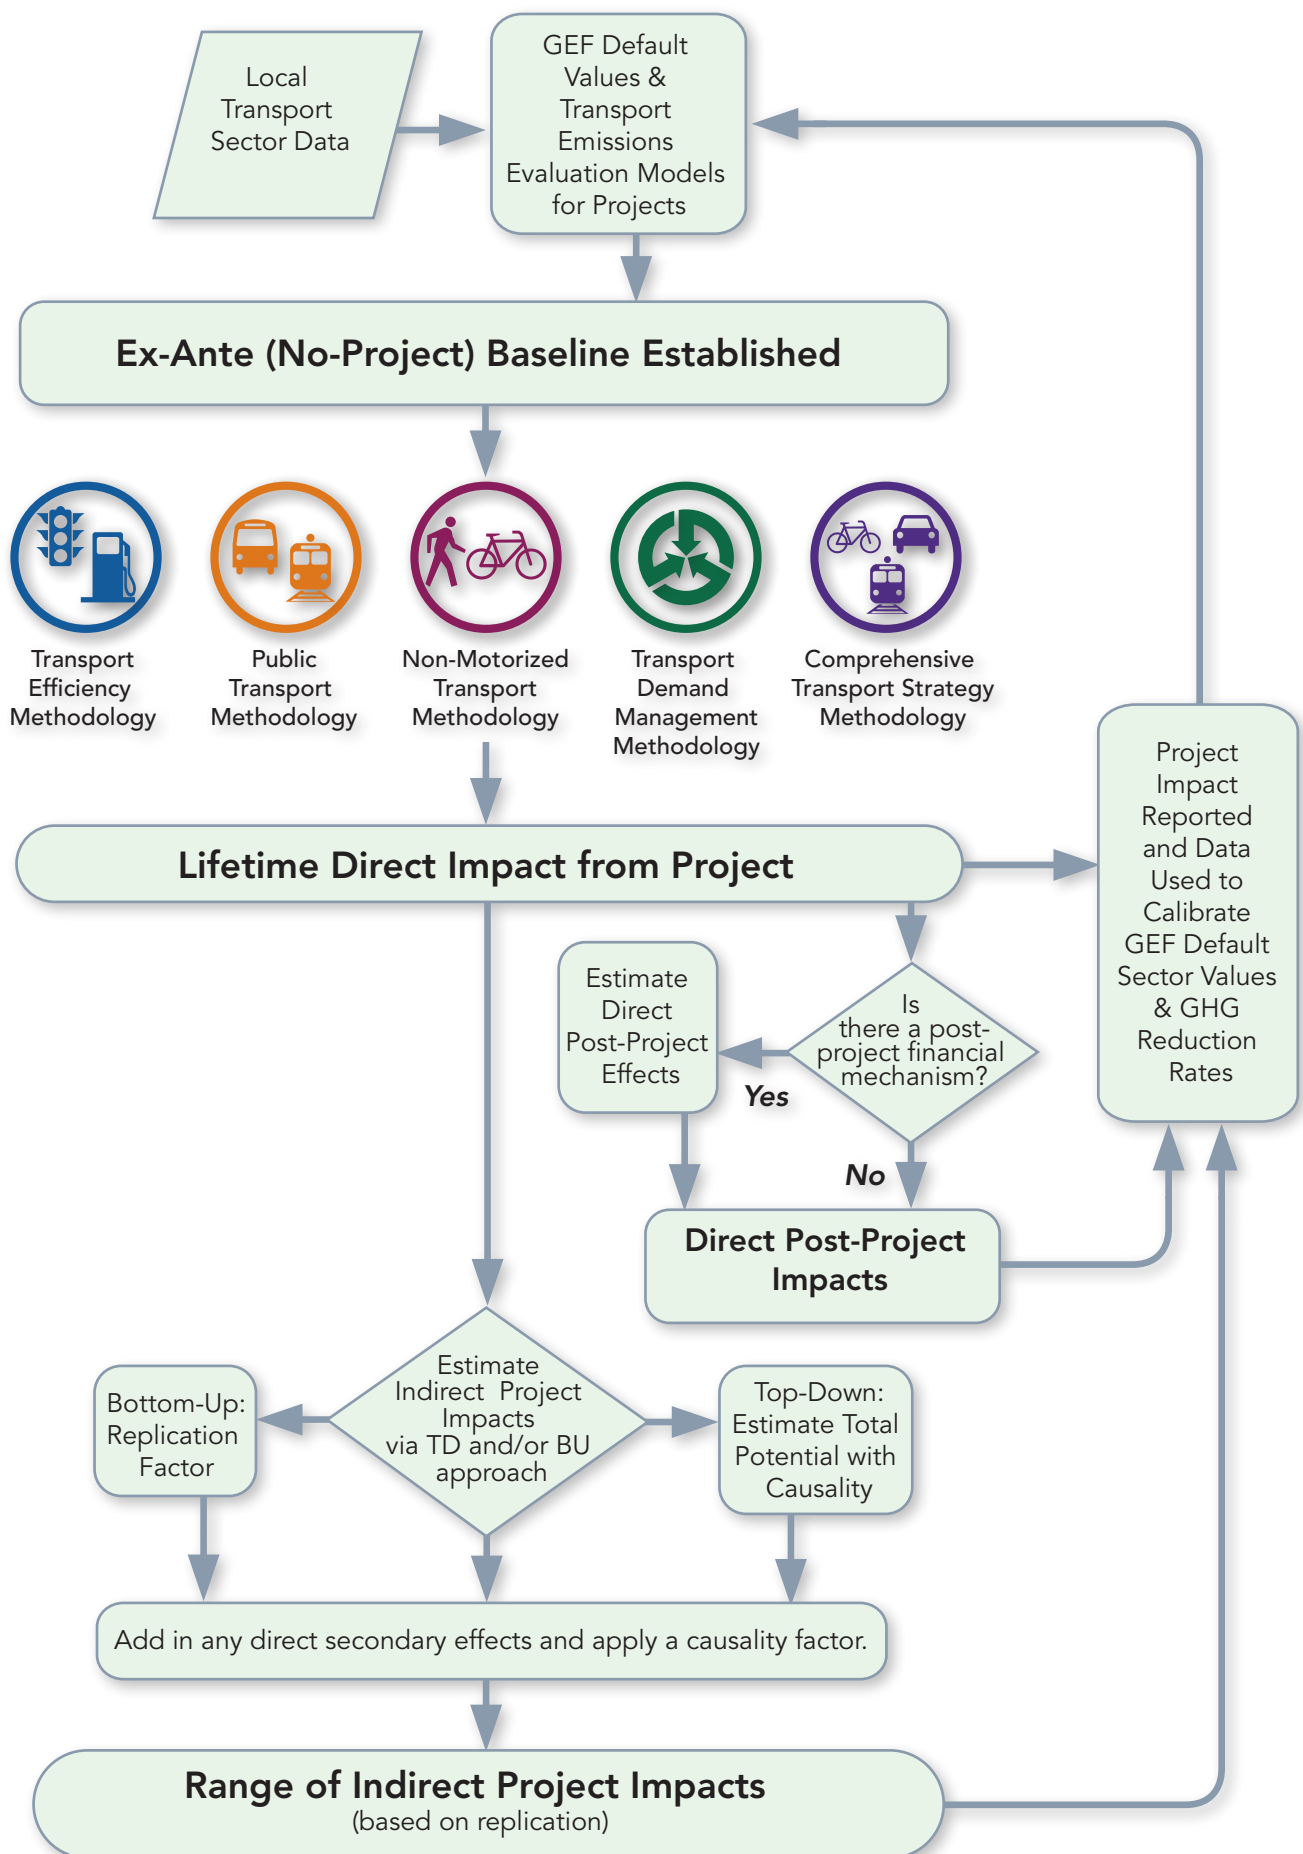 Local
Transport
Sector Data
GEF Default
Values &
Transport
Emissions
Evaluation Models
for Projects
Ex-Ante (No-Project) Baseline Established
Transport
Efficiency
Methodology
Public
Transport
Methodology
Non-Motorized
Transport
Methodology
Transport
Demand
Management
Methodology
Comprehensive
Transport Strategy
Methodology
Lifetime Direct Impact from Project
Project
Impact
Reported
and Data
Used to
Calibrate
GEF Default
Sector Values
& GHG
Reduction
Rates
Estimate
Direct
Post-Project
Effects
Is
there a post-
project financial
mechanism?
Yes
No
Direct Post-Project
Impacts
Bottom-Up:
Replication
Factor
Estimate
Indirect Project
Impacts
via TD and/or BU
approach
Top-Down:
Estimate Total
Potential with
Causality
Add in any direct secondary effects and apply a causality factor.
Range of Indirect Project Impacts
(based on replication)